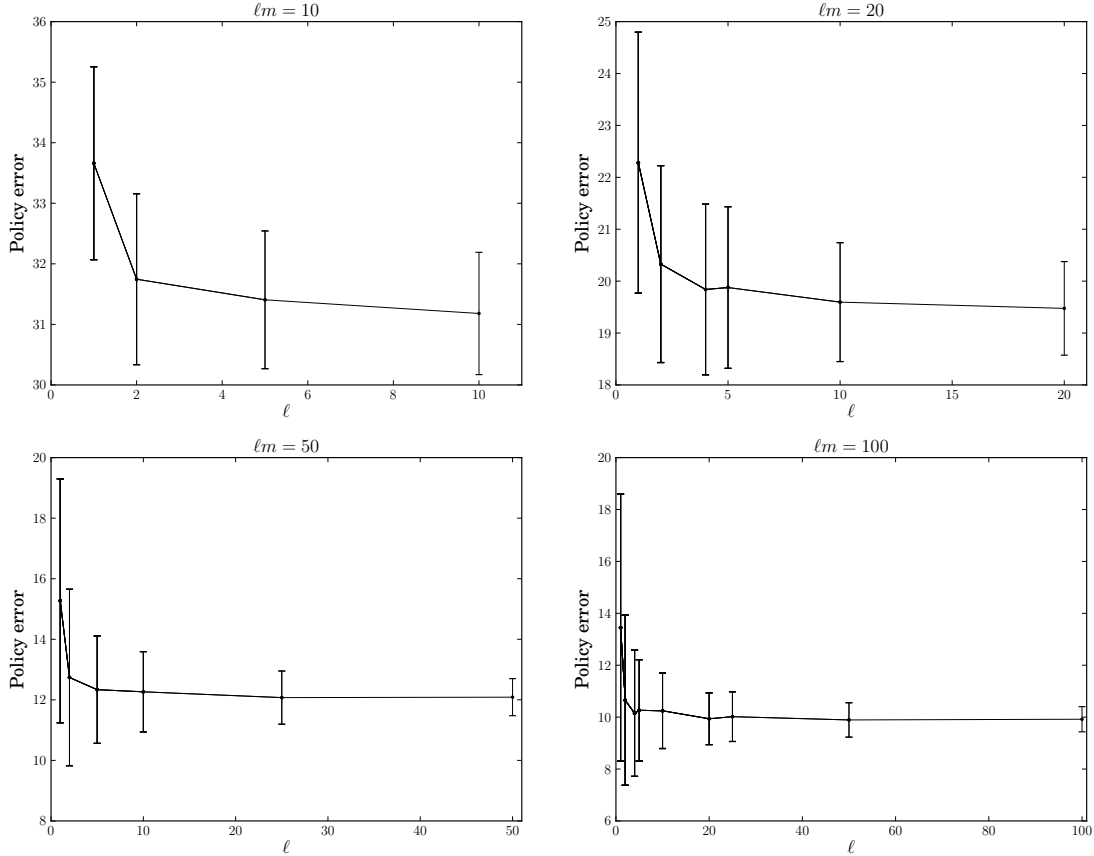 ℓm = 10
36
35
34
33
32
31
30
Policy error
0 2 4 6 8 10
ℓ
ℓm = 20
25
24
23
22
21
20
19
18
Policy error
0 5 10 15 20
ℓ
ℓm = 50
20
18
16
14
12
10
8
Policy error
0 10 20 30 40 50
ℓ
ℓm = 100
20
18
16
14
12
10
8
6
Policy error
0 20 40 60 80 100
ℓ